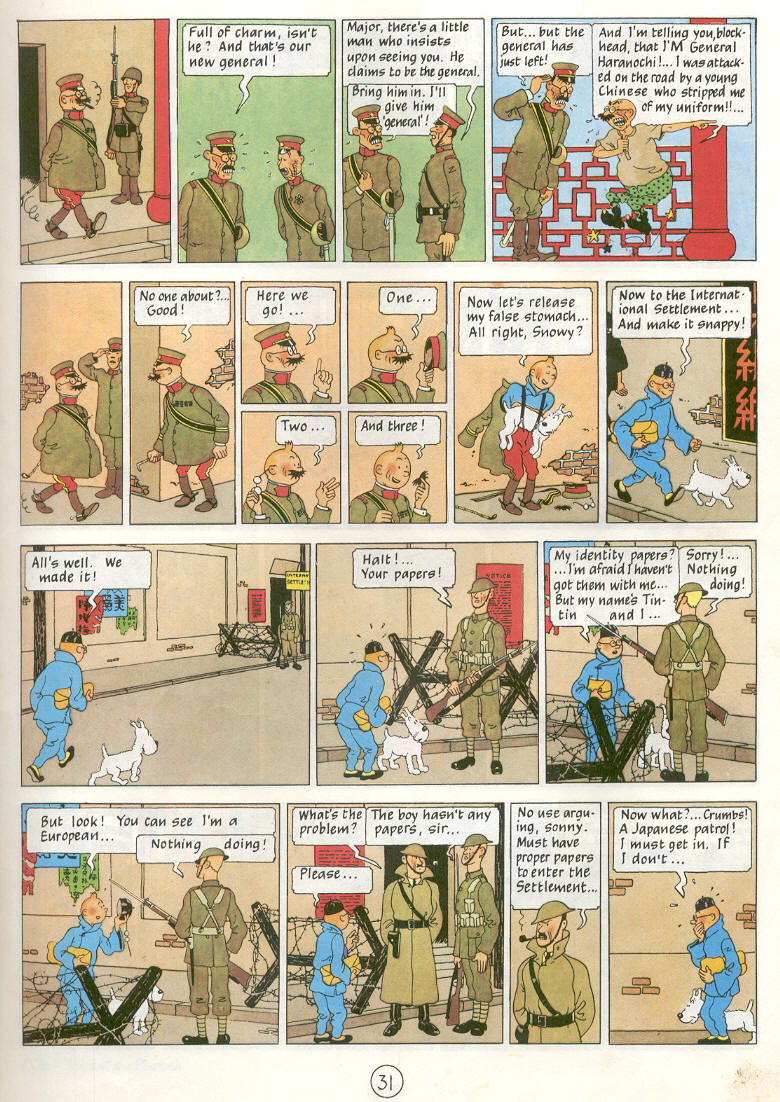 Full of charm, isn't
he? And that's our
new general!
Major, there's a little
man who insists
upon seeing you. He
claims to be the general.
Bring him in. I'll
give him
'general'!
But... but the
general has
just left!
And I'm telling you, block-
head, that I'M General
Haranochi!... I was attack-
ed on the road by a young
Chinese who stripped me
of my uniform!!...
No one about?...
Good!
Here we
go!...
One...
Two...
And three!
Now let's release
my false stomach...
All right, Snowy?
Now to the Internat-
ional Settlement...
And make it snappy!
All's well. We
made it!
Halt!...
Your papers!
NOTICE
My identity papers?
...I'm afraid I haven't
got them with me...
But my name's Tin-
tin and I...
Sorry!...
Nothing
doing!
But look! You can see I'm a
European...
Nothing doing!
What's the
problem?
The boy hasn't any
papers, sir...
Please...
No use argu-
ing, sonny.
Must have
proper papers
to enter the
Settlement...
Now what?... Crumbs!
A Japanese patrol!
I must get in. If
I don't...
31